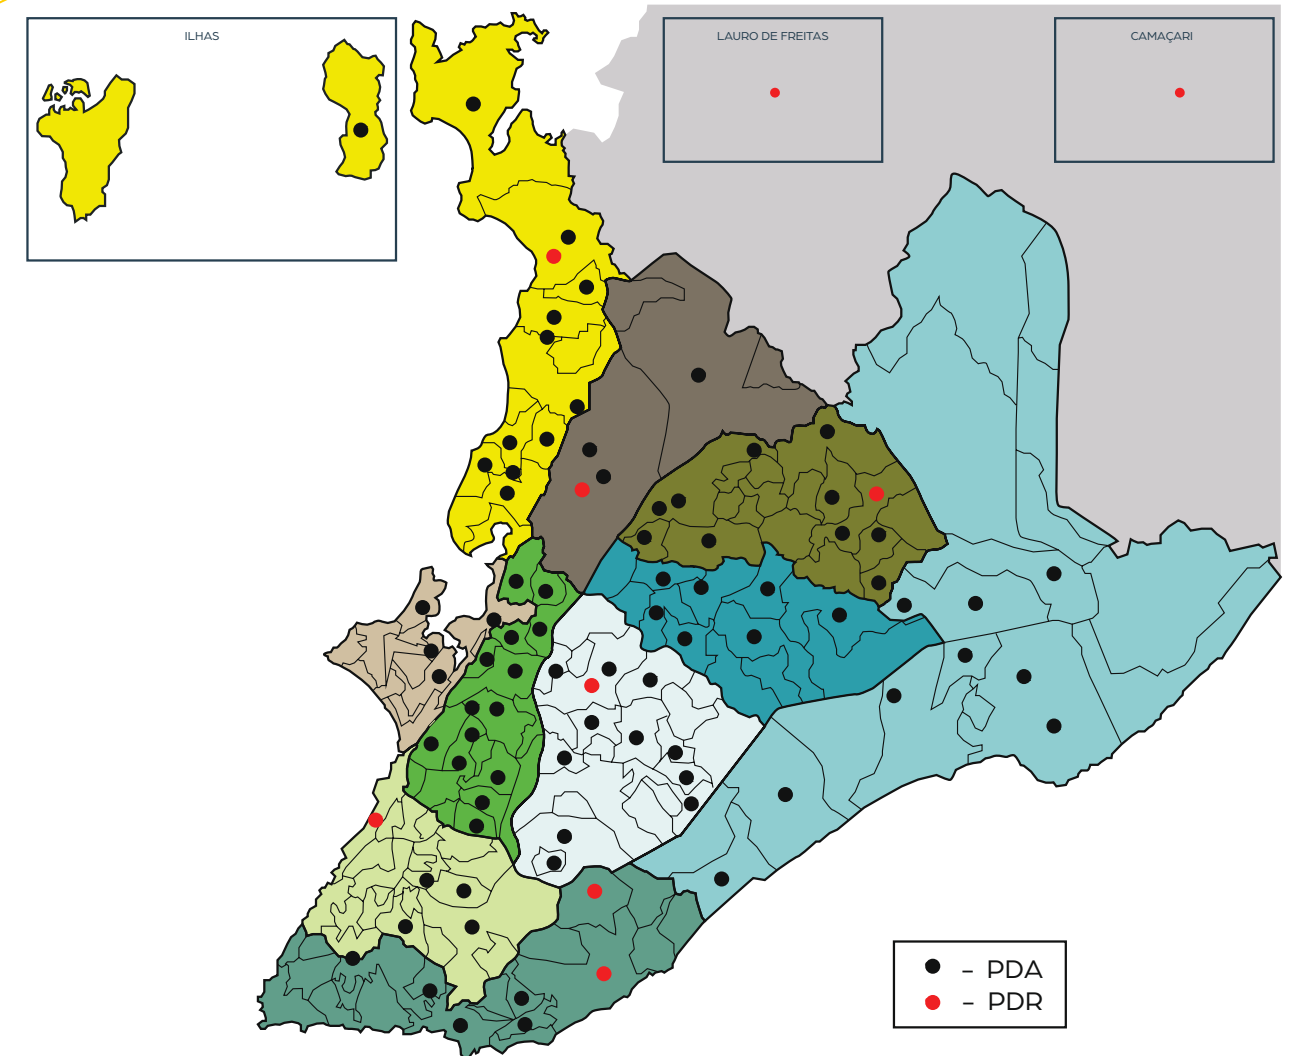 ILHAS
LAURO DE FREITAS
CAMAÇARI
– PDA
– PDR